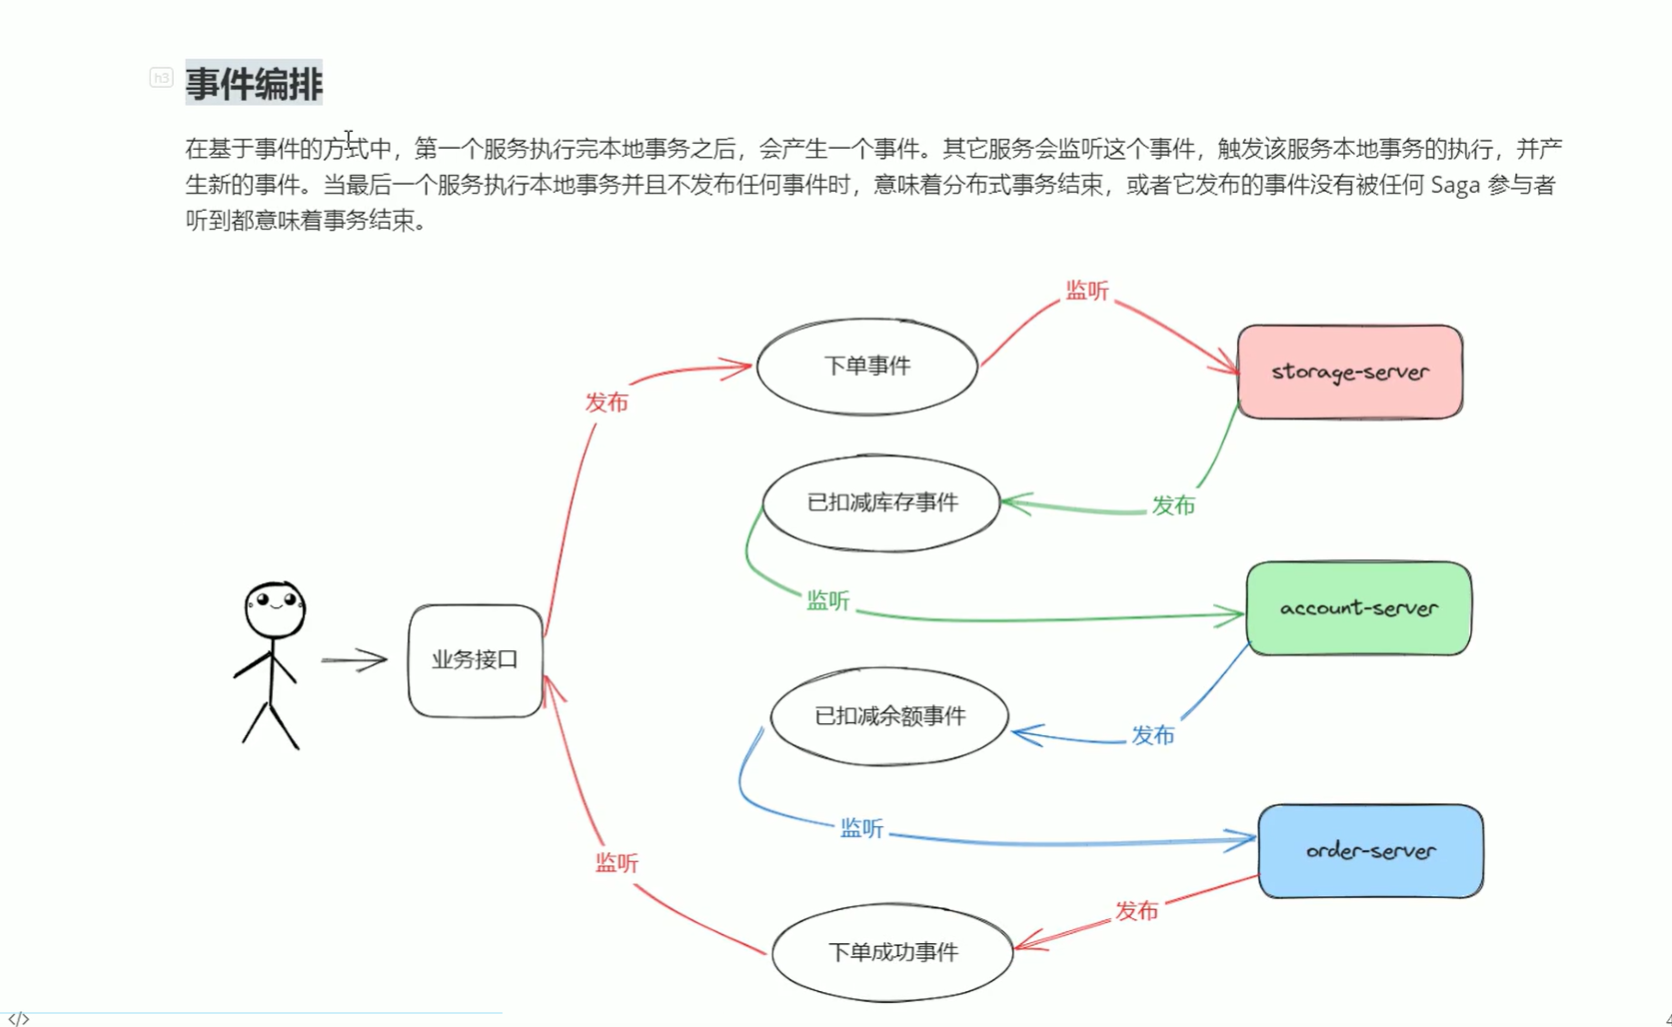 h3
事件编排
在基于事件的方式中，第一个服务执行完本地事务之后，会产生一个事件。其它服务会监听这个事件，触发该服务本地事务的执行，并产
生新的事件。当最后一个服务执行本地事务并且不发布任何事件时，意味着分布式事务结束，或者它发布的事件没有被任何 Saga 参与者
听到都意味着事务结束。
监听
下单事件
storage-server
发布
已扣减库存事件
发布
监听
account-server
业务接口
已扣减余额事件
发布
监听
order-server
监听
发布
下单成功事件
</>